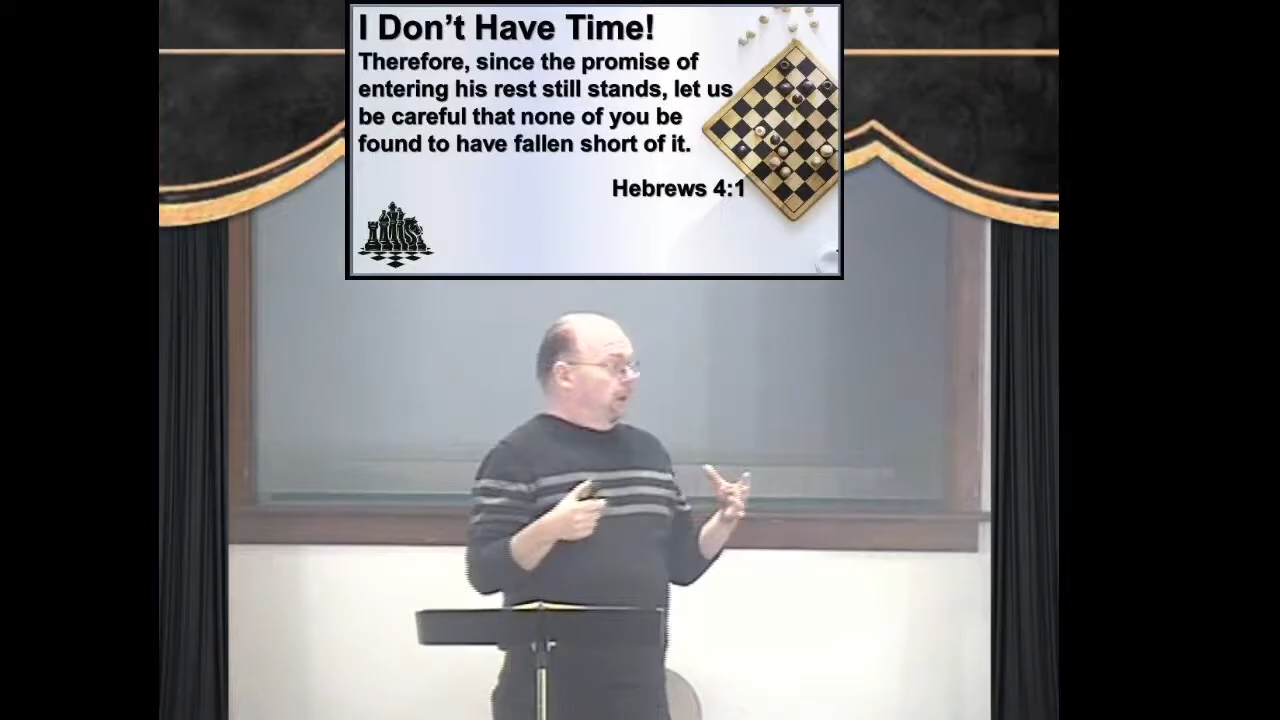 I Don't Have Time!
Therefore, since the promise of
entering his rest still stands, let us
be careful that none of you be
found to have fallen short of it.
Hebrews 4:1